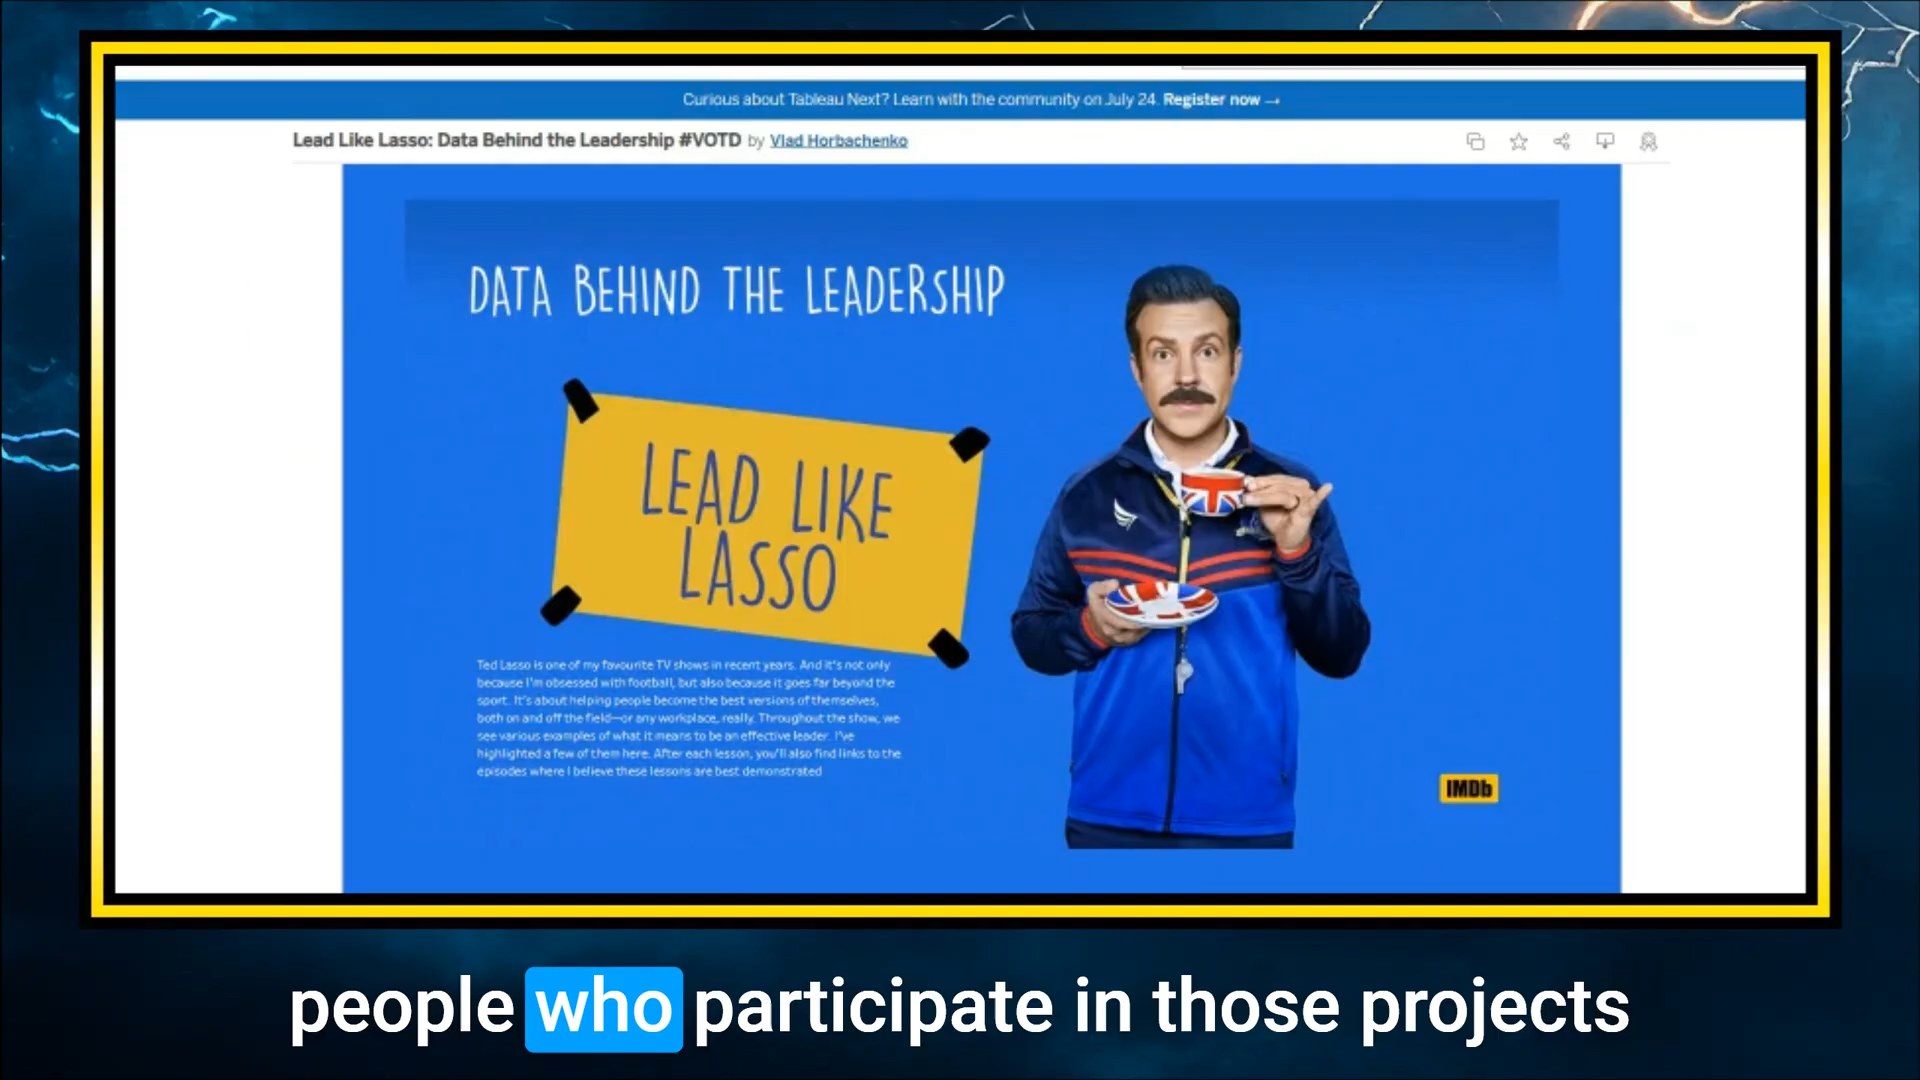 Curious about Tableau Next? Learn with the community on July 24. Register now →
Lead Like Lasso: Data Behind the Leadership #VOTD by Vlad Horbachenko
DATA BEHIND THE LEADERSHIP
LEAD LIKE
LASSO
Ted Lasso is one of my favourite TV shows in recent years. And it's not only
because I'm obsessed with football, but also because it goes far beyond the
sport. It's about helping people become the best versions of themselves,
both on and off the field—or any workplace, really. Throughout the show, we
see various examples of what it means to be an effective leader. I've
highlighted a few of them here. After each lesson, you'll also find links to the
episodes where I believe these lessons are best demonstrated
IMDb
people who participate in those projects